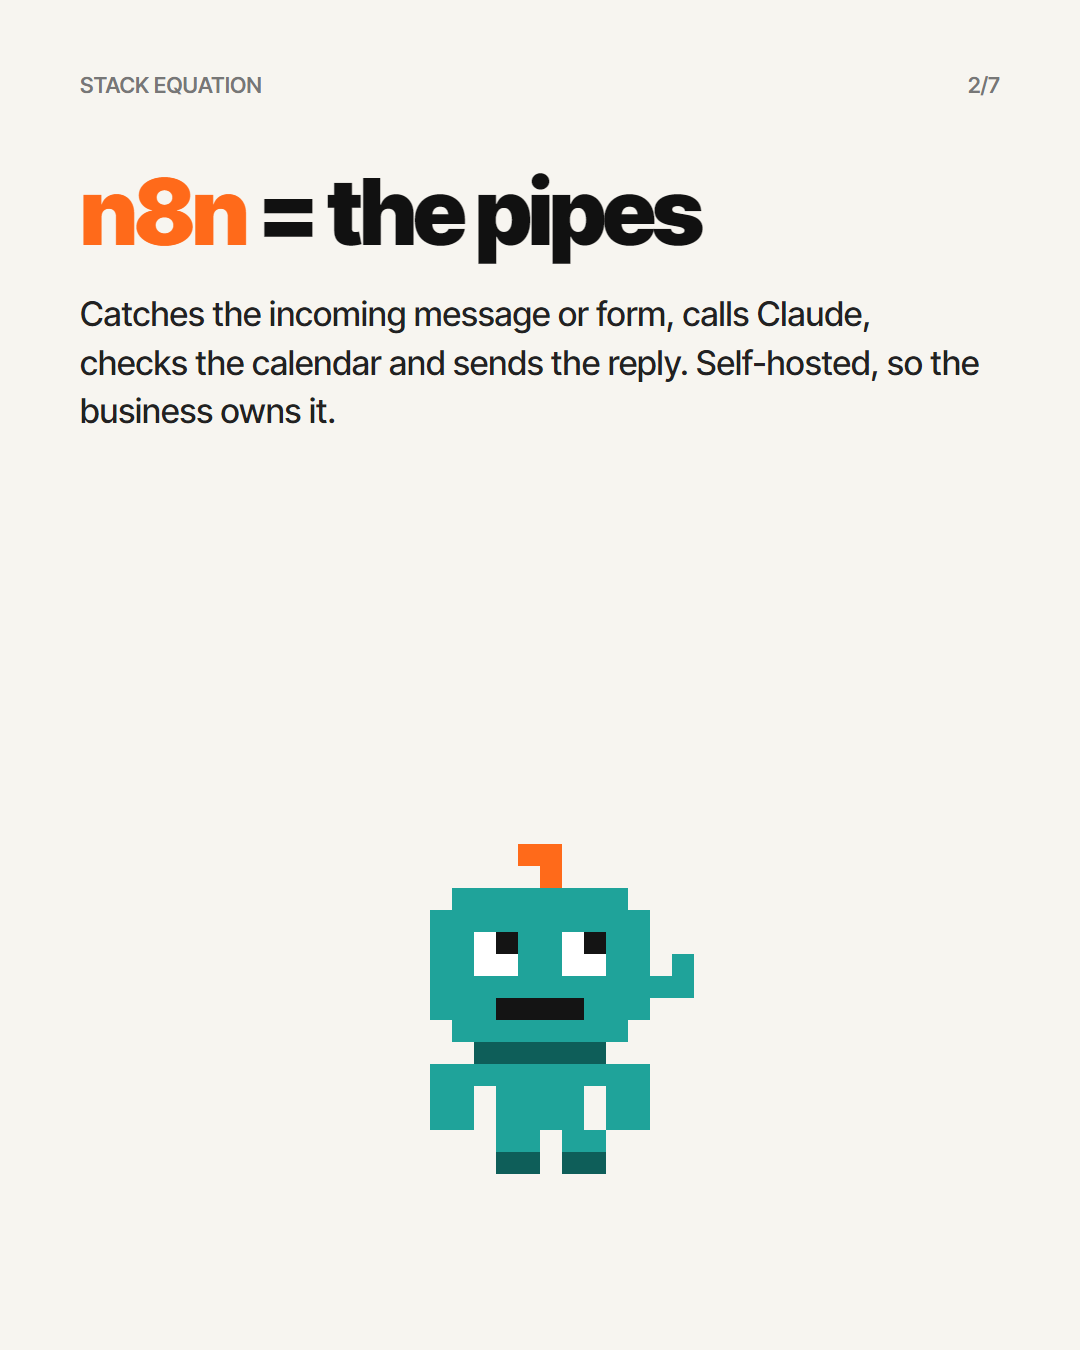 STACK EQUATION
2/7
n8n = the pipes
Catches the incoming message or form, calls Claude,
checks the calendar and sends the reply. Self-hosted, so the
business owns it.